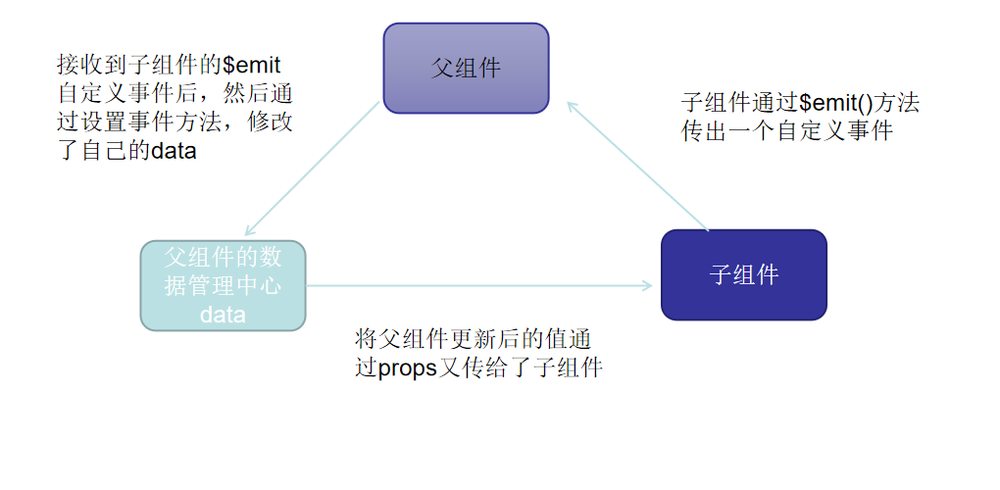 父组件
接收到子组件的$emit
自定义事件后，然后通
过设置事件方法，修改
了自己的data
子组件通过$emit()方法
传出一个自定义事件
父组件的数
据管理中心
data
子组件
将父组件更新后的值通
过props又传给了子组件